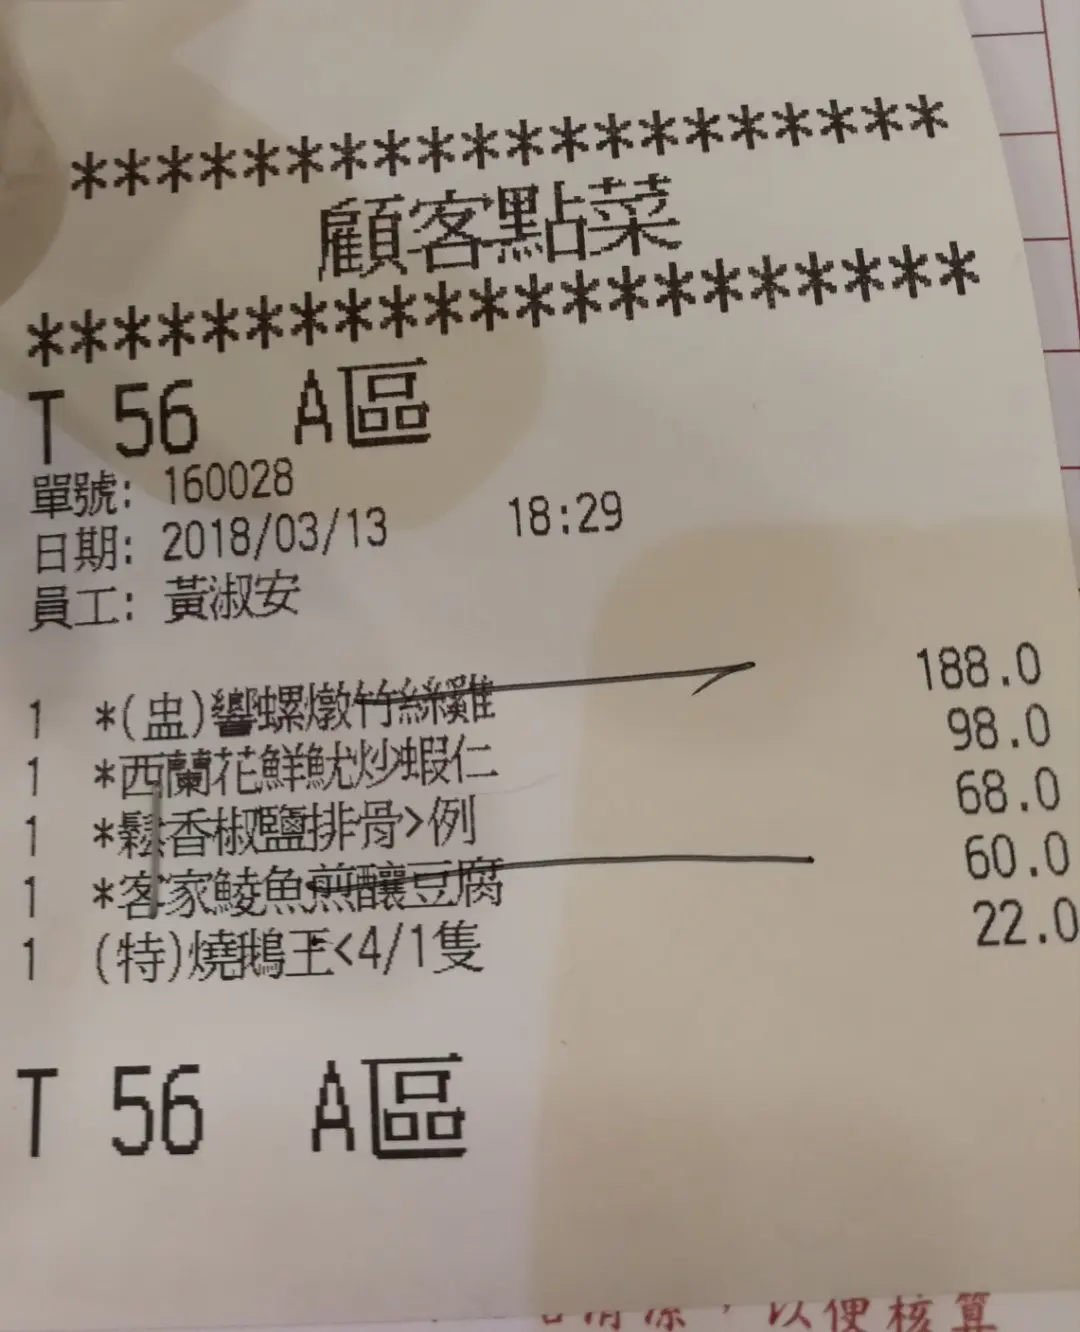 ********************
顧客點菜
**********************
T 56 A區
單號: 160028
日期: 2018/03/13 18:29
員工: 黃淑安
1 *(盅)響螺燉竹絲雞 188.0
1 *西蘭花鮮魷炒蝦仁 98.0
1 *鬆香椒鹽排骨>例 68.0
1 *客家鯪魚煎釀豆腐 60.0
1 (特)燒鵝王<4/1隻 22.0
T 56 A區
，以便核算